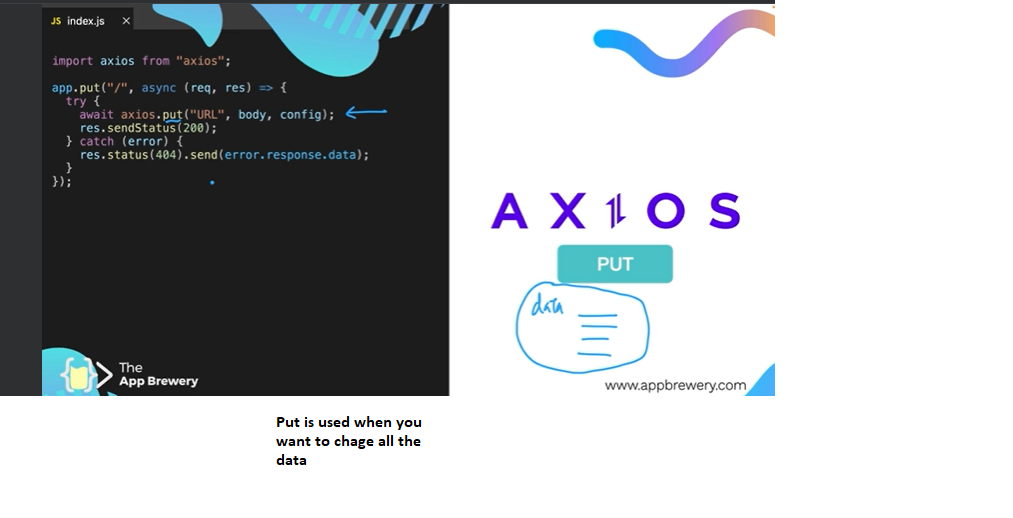 JS index.js ×
import axios from "axios";
app.put("/", async (req, res) => {
try {
await axios.put("URL", body, config);
res.sendStatus(200);
} catch (error) {
res.status(404).send(error.response.data);
}
});
The
App Brewery
AXIOS
PUT
data
www.appbrewery.com
Put is used when you
want to chage all the
data